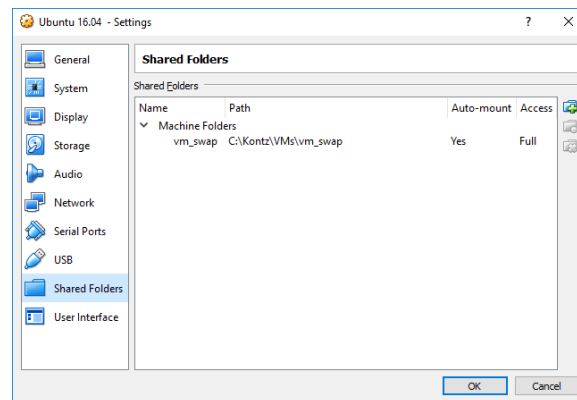 Ubuntu 16.04 - Settings
General
System
Display
Storage
Audio
Network
Serial Ports
USB
Shared Folders
User Interface
Shared Folders
Shared Folders
Name Path Auto-mount Access
Machine Folders
vm_swap C:\Kontz\VMs\vm_swap Yes Full
OK Cancel